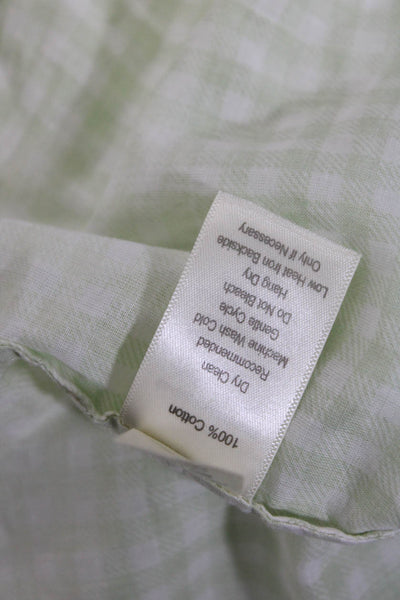 100% Cotton
Dry Clean
Recommended
Machine Wash Cold
Gentle Cycle
Do Not Bleach
Hang Dry
Low Heat Iron Backside
Only if Necessary